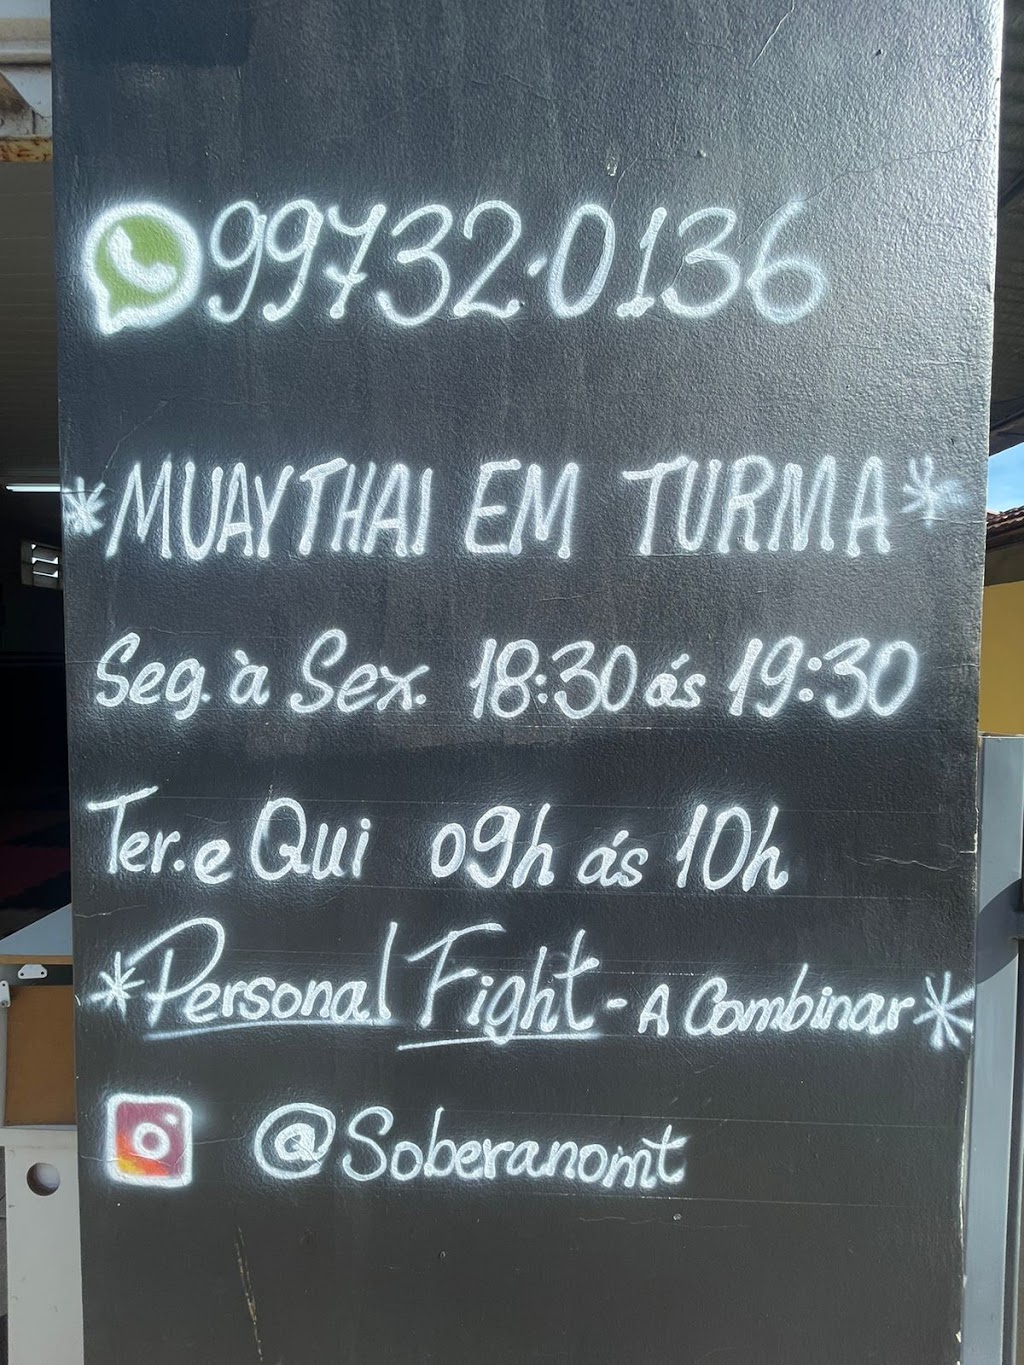 99732-0136
*MUAYTHAI EM TURMA*
Seg. à Sex. 18:30 ás 19:30
Ter. e Qui 09h ás 10h
*Personal Fight - A Combinar*
@Soberanomt